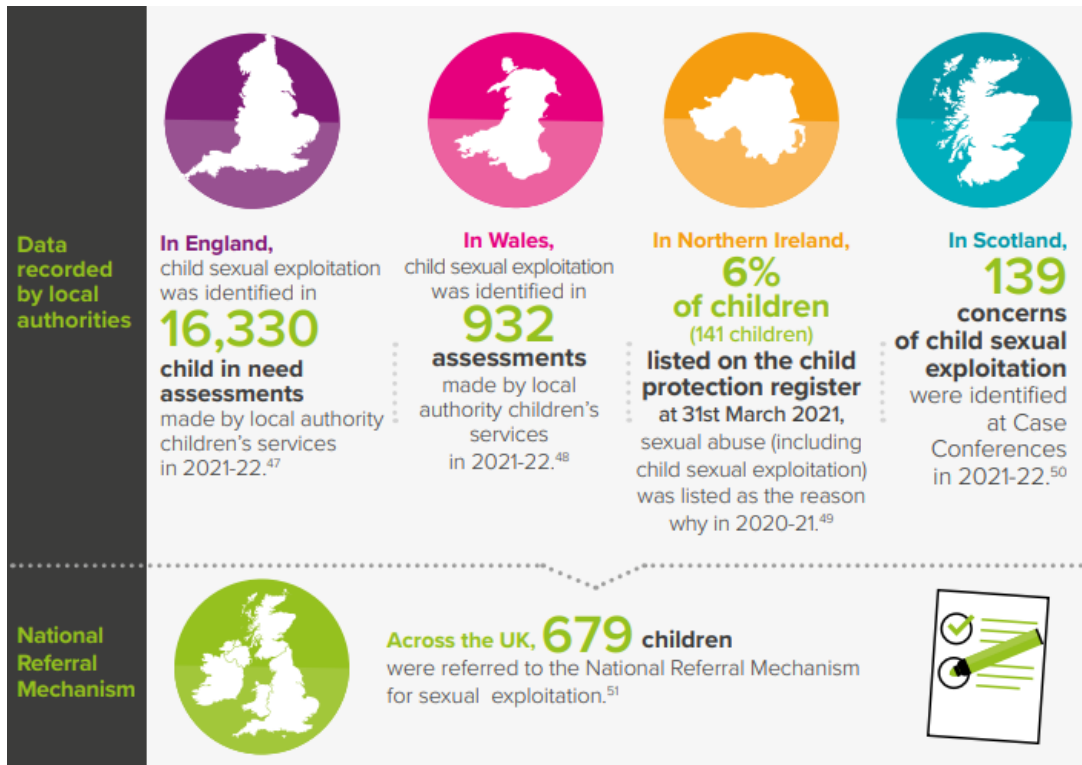 Data
recorded
by local
authorities
In England,
child sexual exploitation
was identified in
16,330
child in need
assessments
made by local authority
children's services
in 2021-22.47
In Wales,
child sexual exploitation
was identified in
932
assessments
made by local
authority children's
services
in 2021-22.48
In Northern Ireland,
6%
of children
(141 children)
listed on the child
protection register
at 31st March 2021,
sexual abuse (including
child sexual exploitation)
was listed as the reason
why in 2020-21.49
In Scotland,
139
concerns
of child sexual
exploitation
were identified
at Case
Conferences
in 2021-22.50
National
Referral
Mechanism
Across the UK, 679 children
were referred to the National Referral Mechanism
for sexual exploitation.51